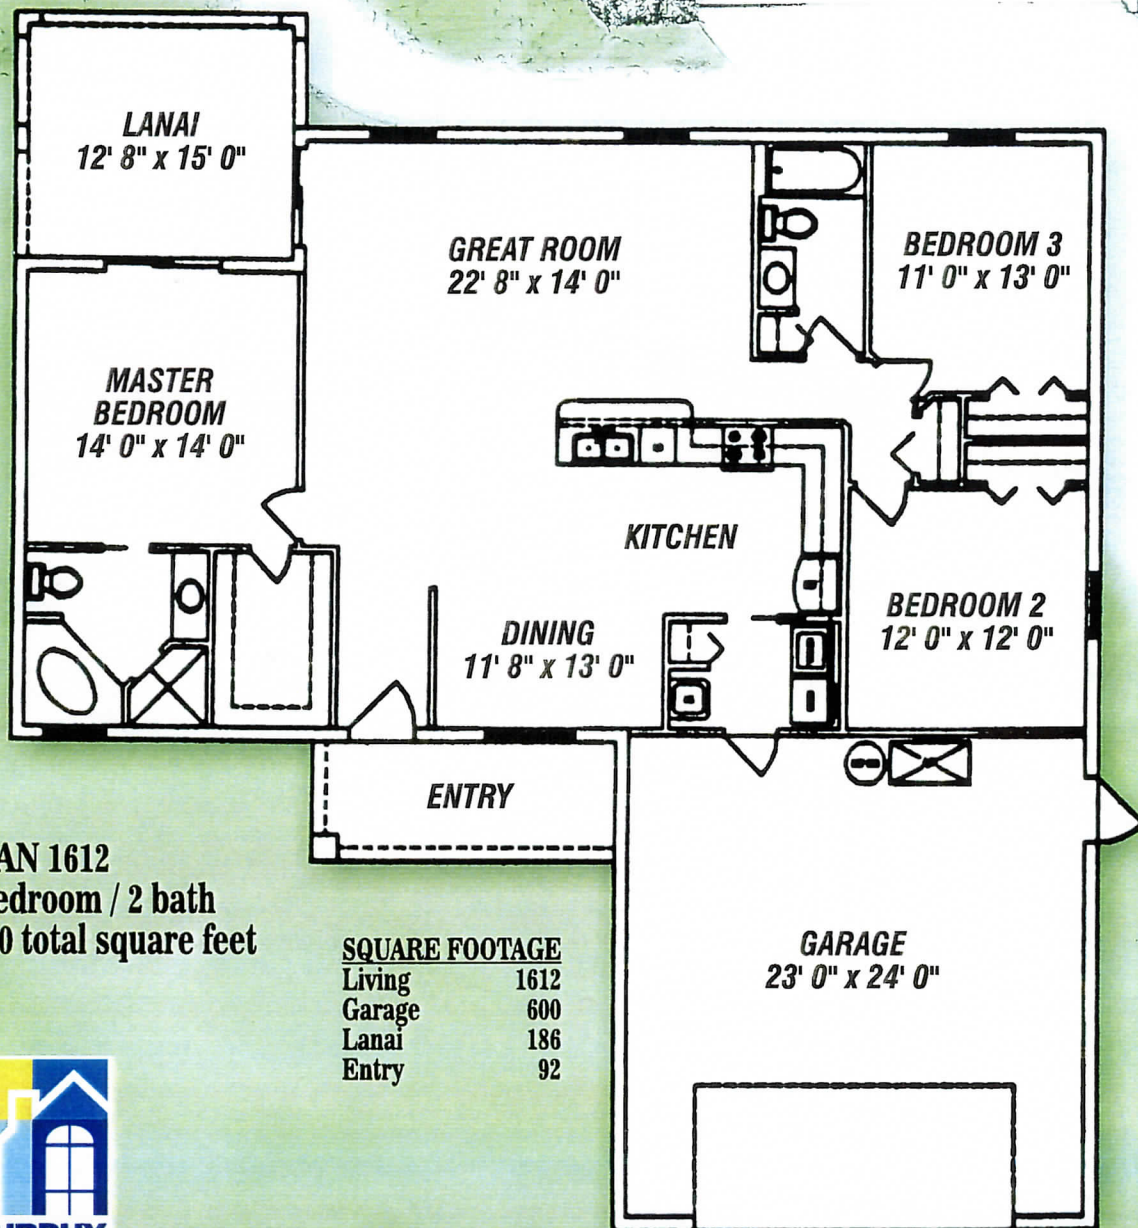 LANAI
12' 8" x 15' 0"
GREAT ROOM
22' 8" x 14' 0"
BEDROOM 3
11' 0" x 13' 0"
MASTER
BEDROOM
14' 0" x 14' 0"
KITCHEN
BEDROOM 2
12' 0" x 12' 0"
DINING
11' 8" x 13' 0"
ENTRY
AN 1612
edroom / 2 bath
0 total square feet
SQUARE FOOTAGE
Living 1612
Garage 600
Lanai 186
Entry 92
GARAGE
23' 0" x 24' 0"